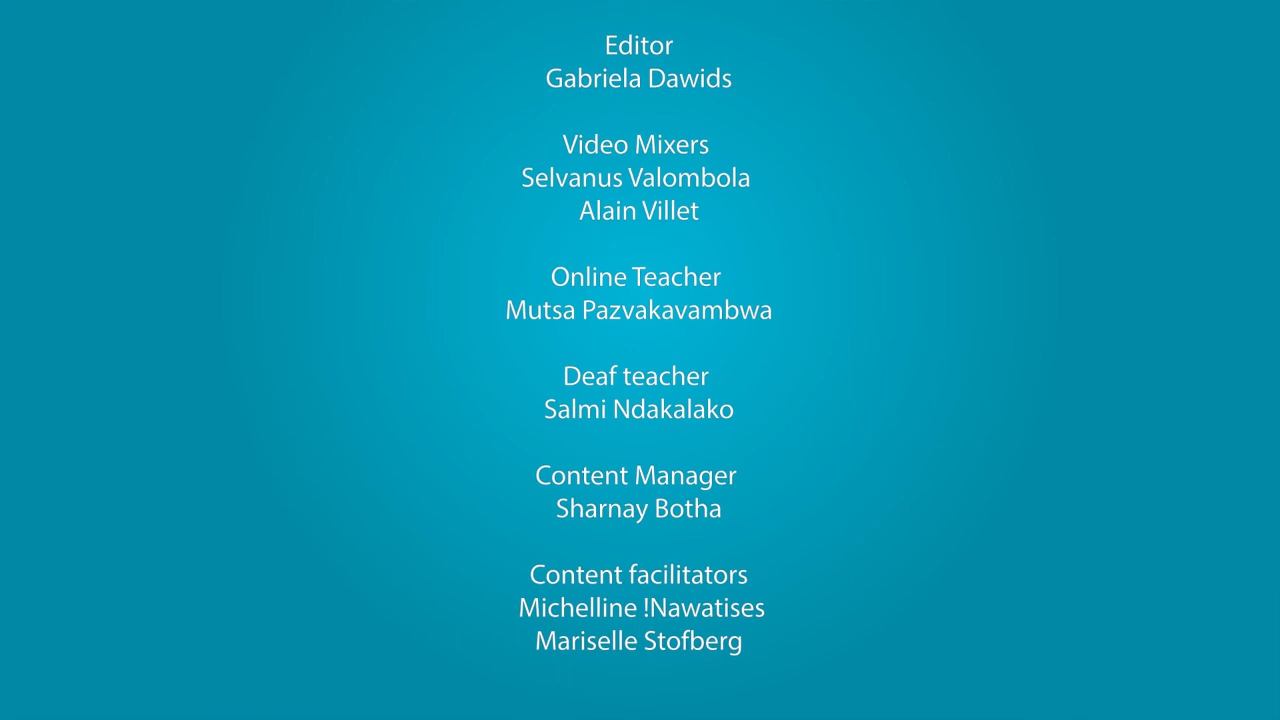 Editor
Gabriela Dawids
Video Mixers
Selvanus Valombola
Alain Villet
Online Teacher
Mutsa Pazvakavambwa
Deaf teacher
Salmi Ndakalako
Content Manager
Sharnay Botha
Content facilitators
Michelline !Nawatises
Mariselle Stofberg